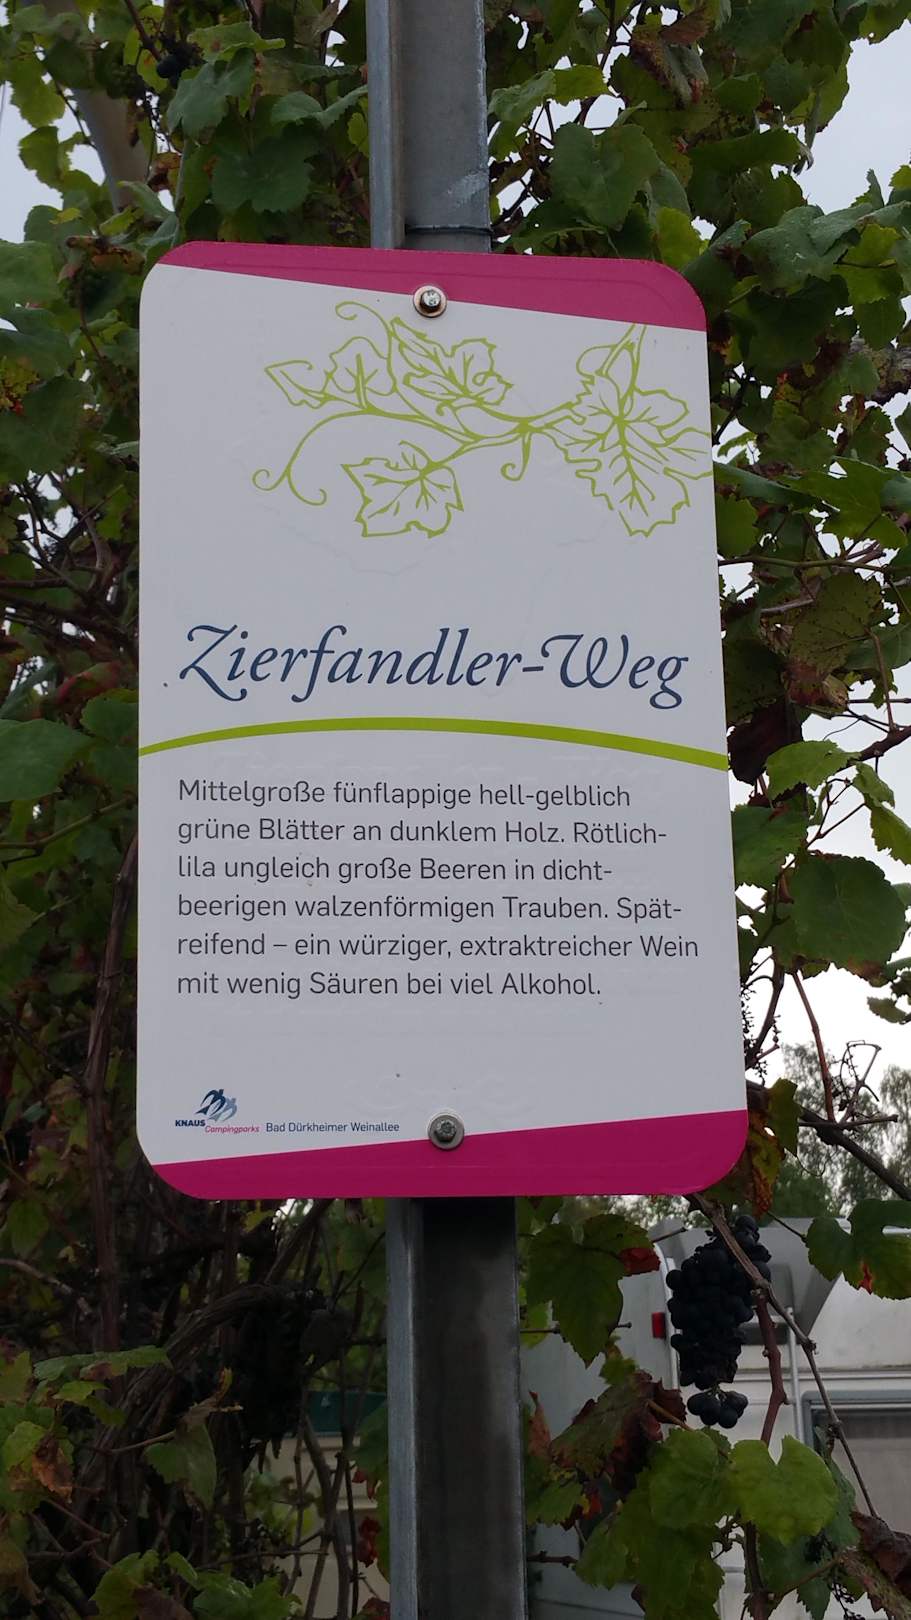 Zierfandler-Weg
Mittelgroße fünflappige hell-gelblich
grüne Blätter an dunklem Holz. Rötlich-
lila ungleich große Beeren in dicht-
beerigen walzenförmigen Trauben. Spät-
reifend – ein würziger, extraktreicher Wein
mit wenig Säuren bei viel Alkohol.
KNAUS
Campingparks Bad Dürkheimer Weinallee